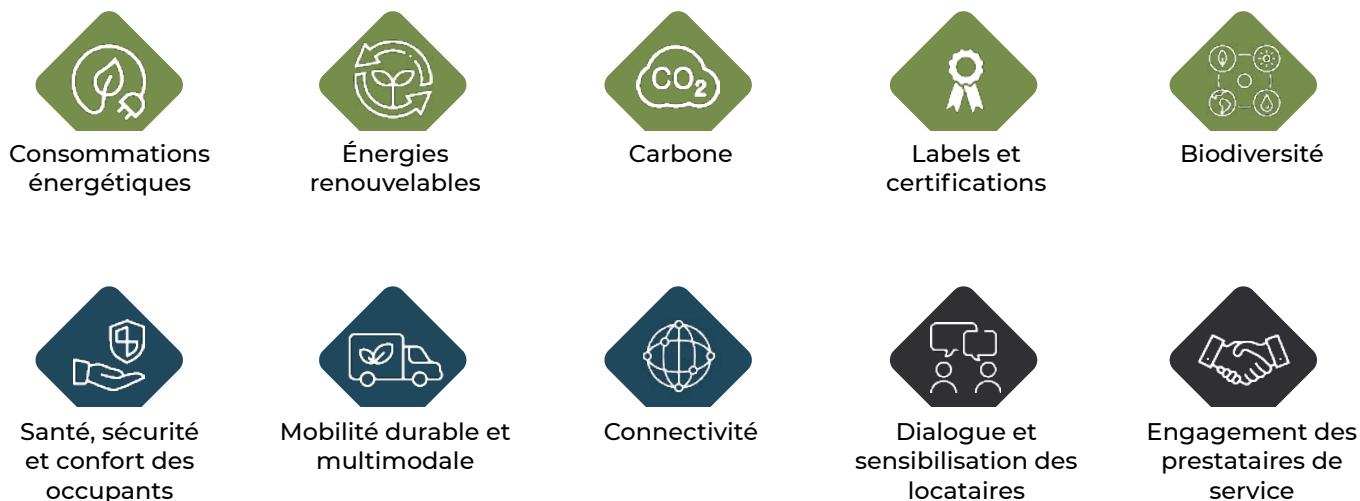 CO2
Consommations
énergétiques
Énergies
renouvelables
Carbone
Labels et
certifications
Biodiversité
Santé, sécurité
et confort des
occupants
Mobilité durable et
multimodale
Connectivité
Dialogue et
sensibilisation des
locataires
Engagement des
prestataires de
service